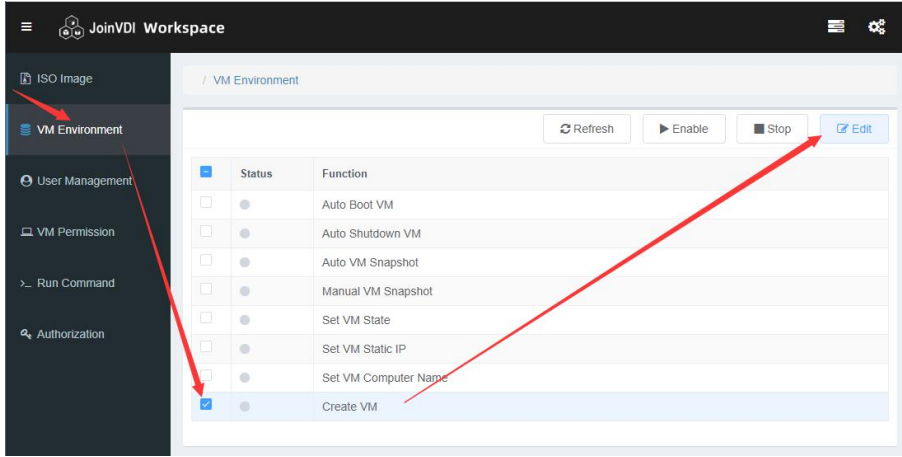 JoinVDI Workspace
ISO Image
VM Environment
User Management
VM Permission
Run Command
Authorization
/ VM Environment
Refresh Enable Stop Edit
Status Function
Auto Boot VM
Auto Shutdown VM
Auto VM Snapshot
Manual VM Snapshot
Set VM State
Set VM Static IP
Set VM Computer Name
Create VM